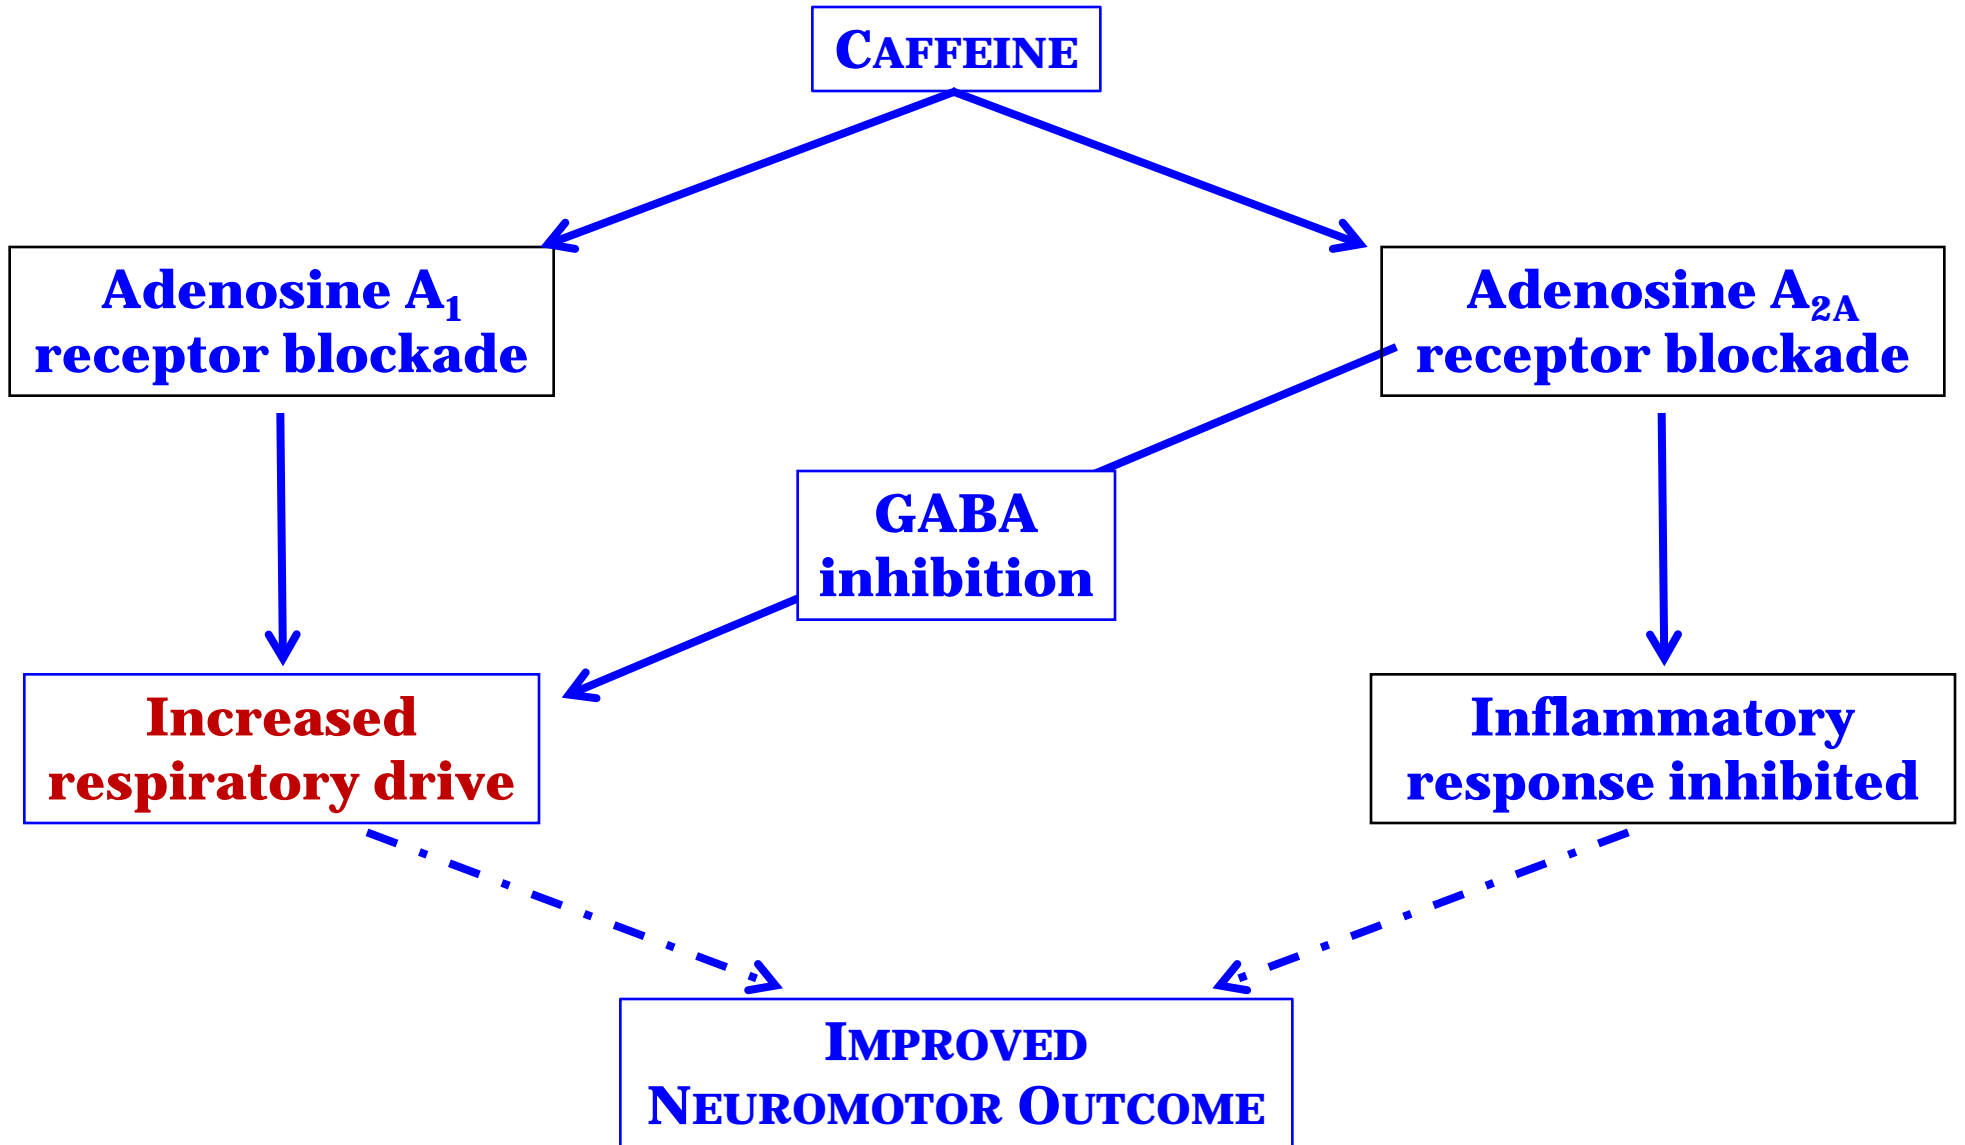 CAFFEINE
Adenosine A₁
receptor blockade
Adenosine A₂ₐ
receptor blockade
GABA
inhibition
Increased
respiratory drive
Inflammatory
response inhibited
IMPROVED
NEUROMOTOR OUTCOME